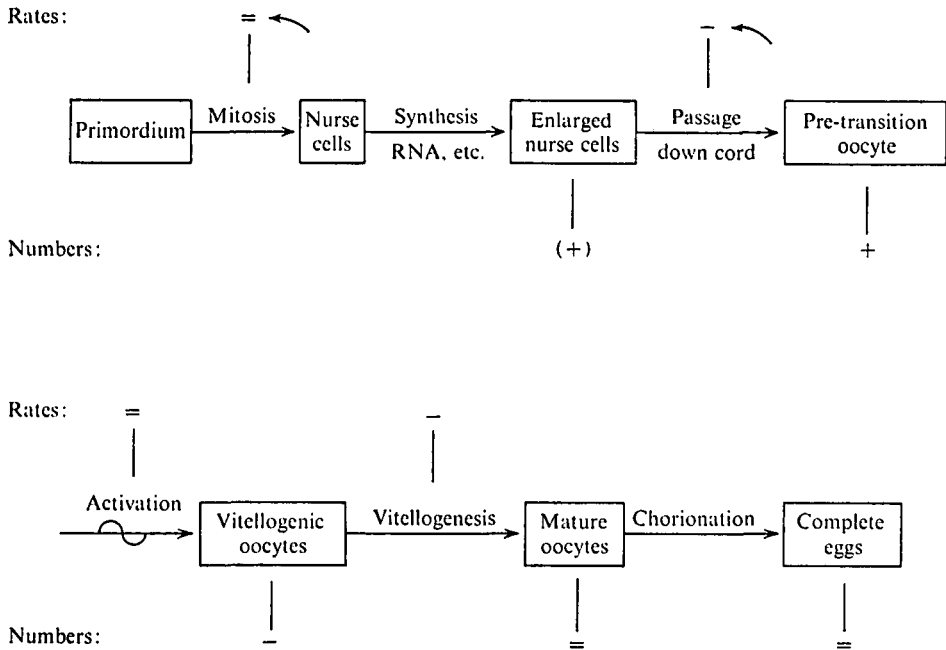 Rates: = −
Mitosis Synthesis Passage
Primordium Nurse cells Enlarged nurse cells Pre-transition oocyte
RNA, etc. down cord
Numbers: (+) +
Rates: = −
Activation Vitellogenesis Chorionation
Vitellogenic oocytes Mature oocytes Complete eggs
Numbers: − = =